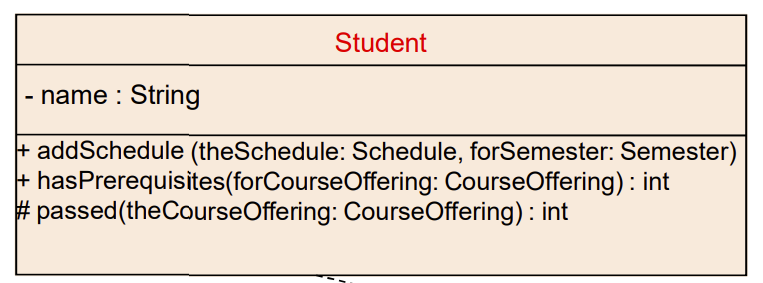 Student
- name : String
+ addSchedule (theSchedule: Schedule, forSemester: Semester)
+ hasPrerequisites(forCourseOffering: CourseOffering) : int
# passed(theCourseOffering: CourseOffering) : int